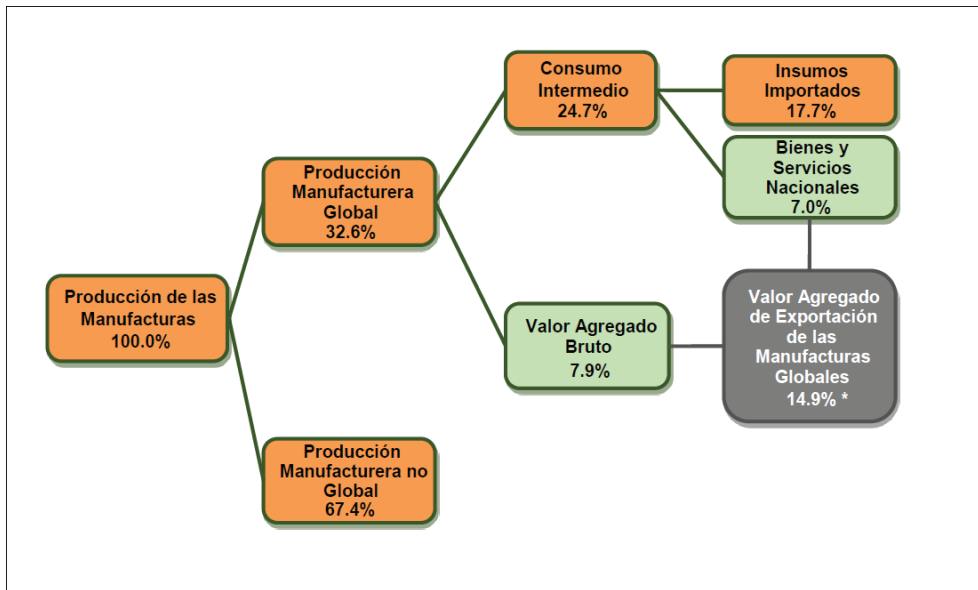 Consumo
Intermedio
24.7%
Insumos
Importados
17.7%
Bienes y
Servicios
Nacionales
7.0%
Producción
Manufacturera
Global
32.6%
Producción de las
Manufacturas
100.0%
Valor Agregado
Bruto
7.9%
Valor Agregado
de Exportación
de las
Manufacturas
Globales
14.9% *
Producción
Manufacturera no
Global
67.4%